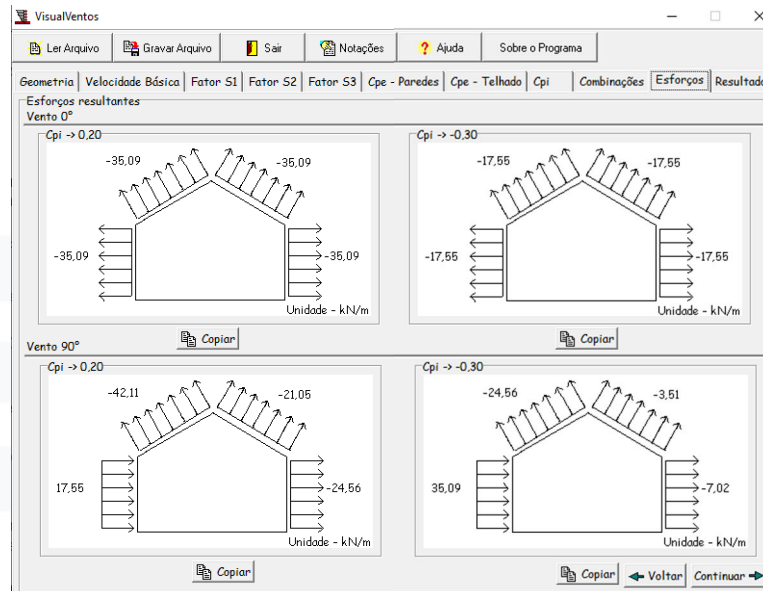 VisualVentos
Ler Arquivo Gravar Arquivo Sair Notações Ajuda Sobre o Programa
Geometria Velocidade Básica Fator S1 Fator S2 Fator S3 Cpe - Paredes Cpe - Telhado Cpi Combinações Esforços Resultado
Esforços resultantes
Vento 0°
Cpi -> 0,20 Cpi -> -0,30
-35,09 -35,09 -17,55 -17,55
-35,09 -35,09 -17,55 -17,55
Unidade - kN/m Unidade - kN/m
Copiar Copiar
Vento 90°
Cpi -> 0,20 Cpi -> -0,30
-42,11 -21,05 -24,56 -3,51
17,55 -24,56 35,09 -7,02
Unidade - kN/m Unidade - kN/m
Copiar Copiar Voltar Continuar